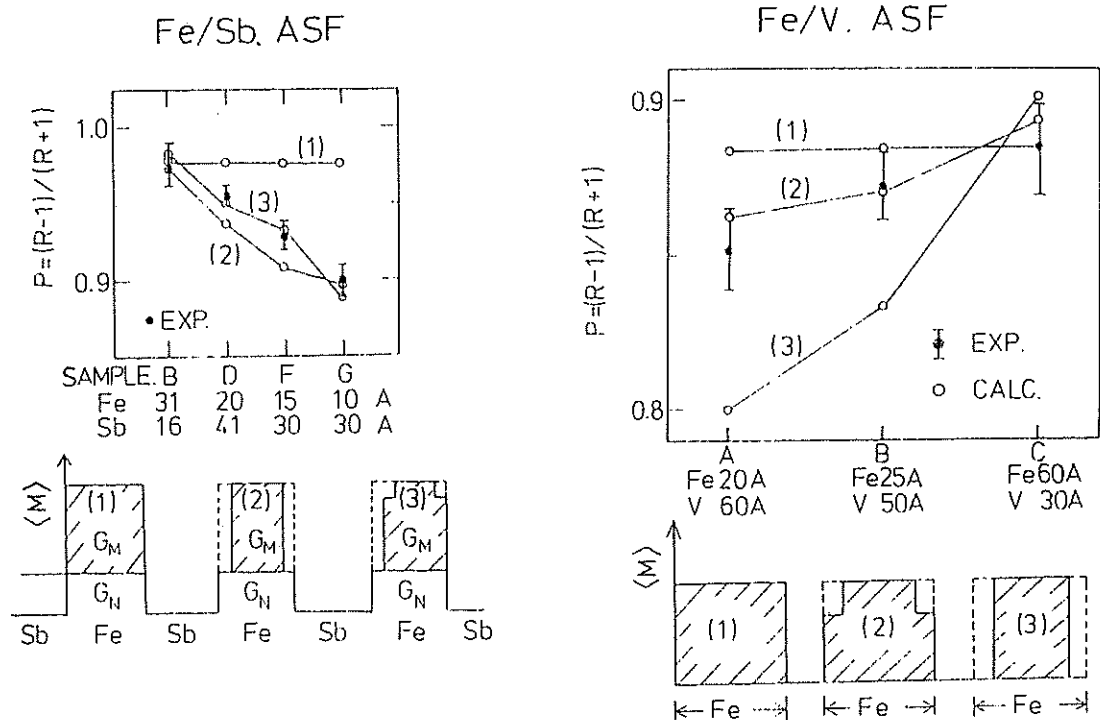 Fe/Sb. ASF
P=(R-1)/(R+1)
1.0
0.9
(1)
(3)
(2)
• EXP.
SAMPLE. B D F G
Fe 31 20 15 10 A
Sb 16 41 30 30 A
⟨M⟩
(1) (2) (3)
G_M G_M G_M
G_N G_N G_N
Sb Fe Sb Fe Sb Fe Sb
Fe/V. ASF
P=(R-1)/(R+1)
0.9
0.8
(1)
(2)
(3)
EXP.
CALC.
A B C
Fe20A Fe25A Fe60A
V 60A V 50A V 30A
⟨M⟩
(1) (2) (3)
Fe Fe Fe